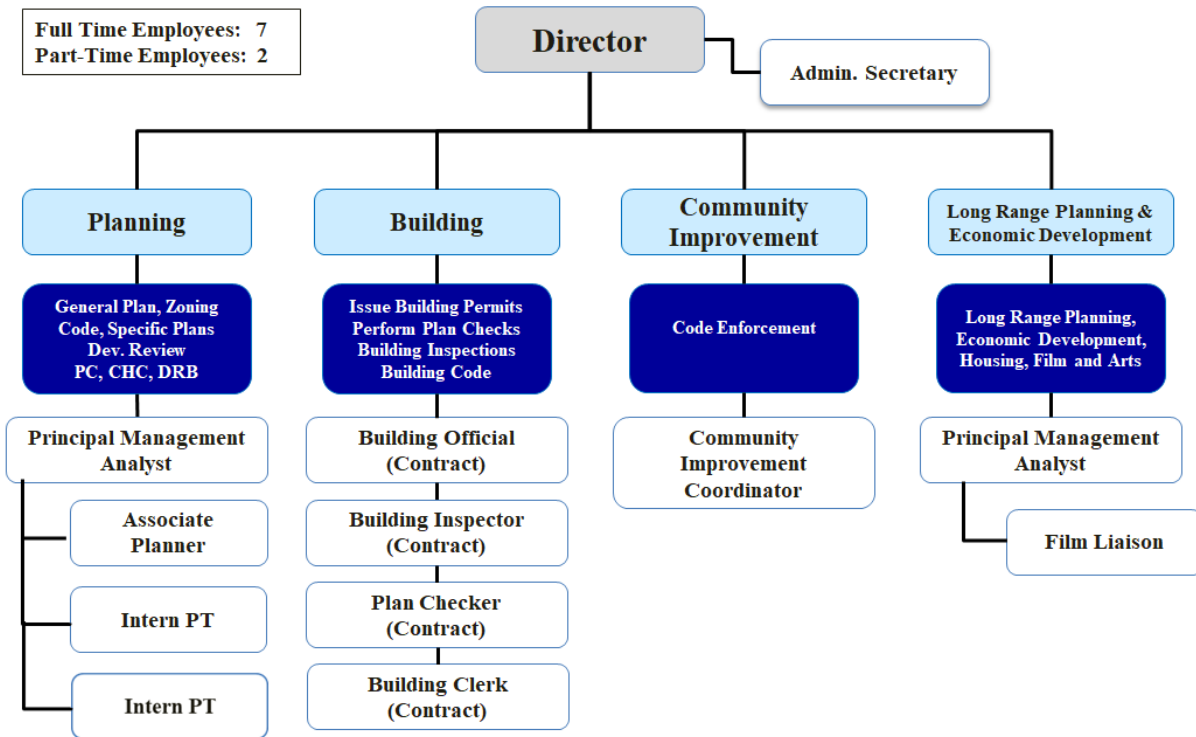 Full Time Employees: 7
Part-Time Employees: 2
Director
Admin. Secretary
Planning
Building
Community
Improvement
Long Range Planning &
Economic Development
General Plan, Zoning
Code, Specific Plans
Dev. Review
PC, CHC, DRB
Issue Building Permits
Perform Plan Checks
Building Inspections
Building Code
Code Enforcement
Long Range Planning,
Economic Development,
Housing, Film and Arts
Principal Management
Analyst
Associate
Planner
Intern PT
Intern PT
Building Official
(Contract)
Building Inspector
(Contract)
Plan Checker
(Contract)
Building Clerk
(Contract)
Community
Improvement
Coordinator
Principal Management
Analyst
Film Liaison